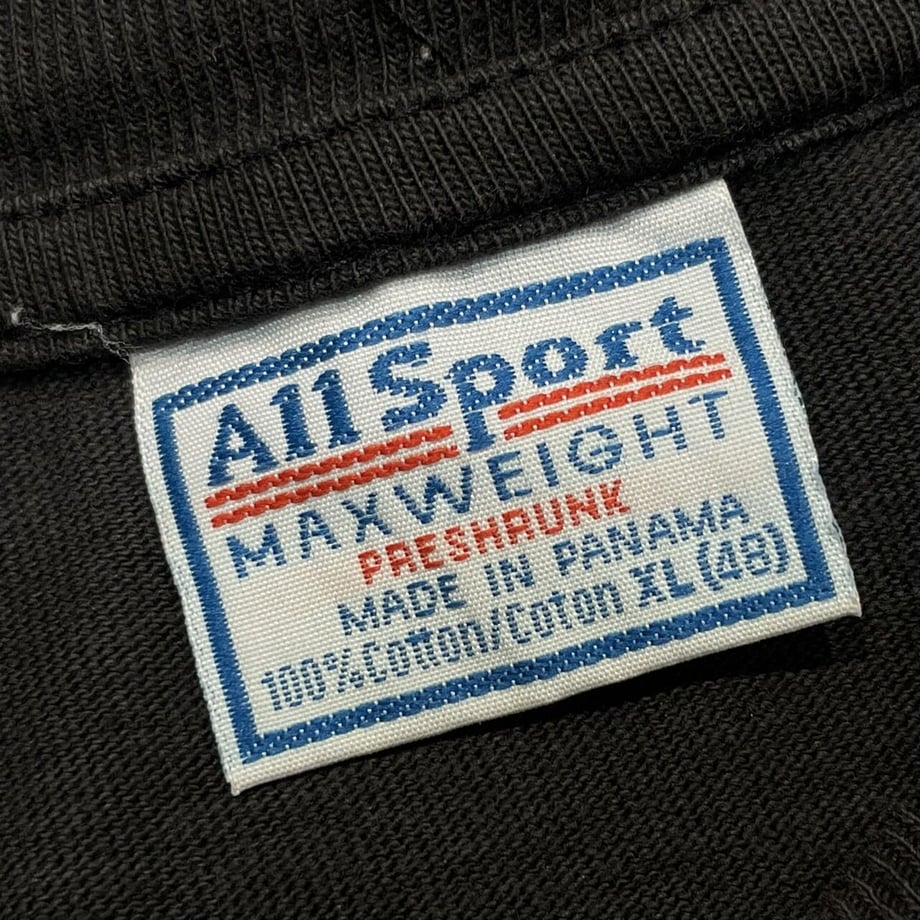 All Sport
MAXWEIGHT
PRESHRUNK
MADE IN PANAMA
100% Cotton/Coton XL (48)